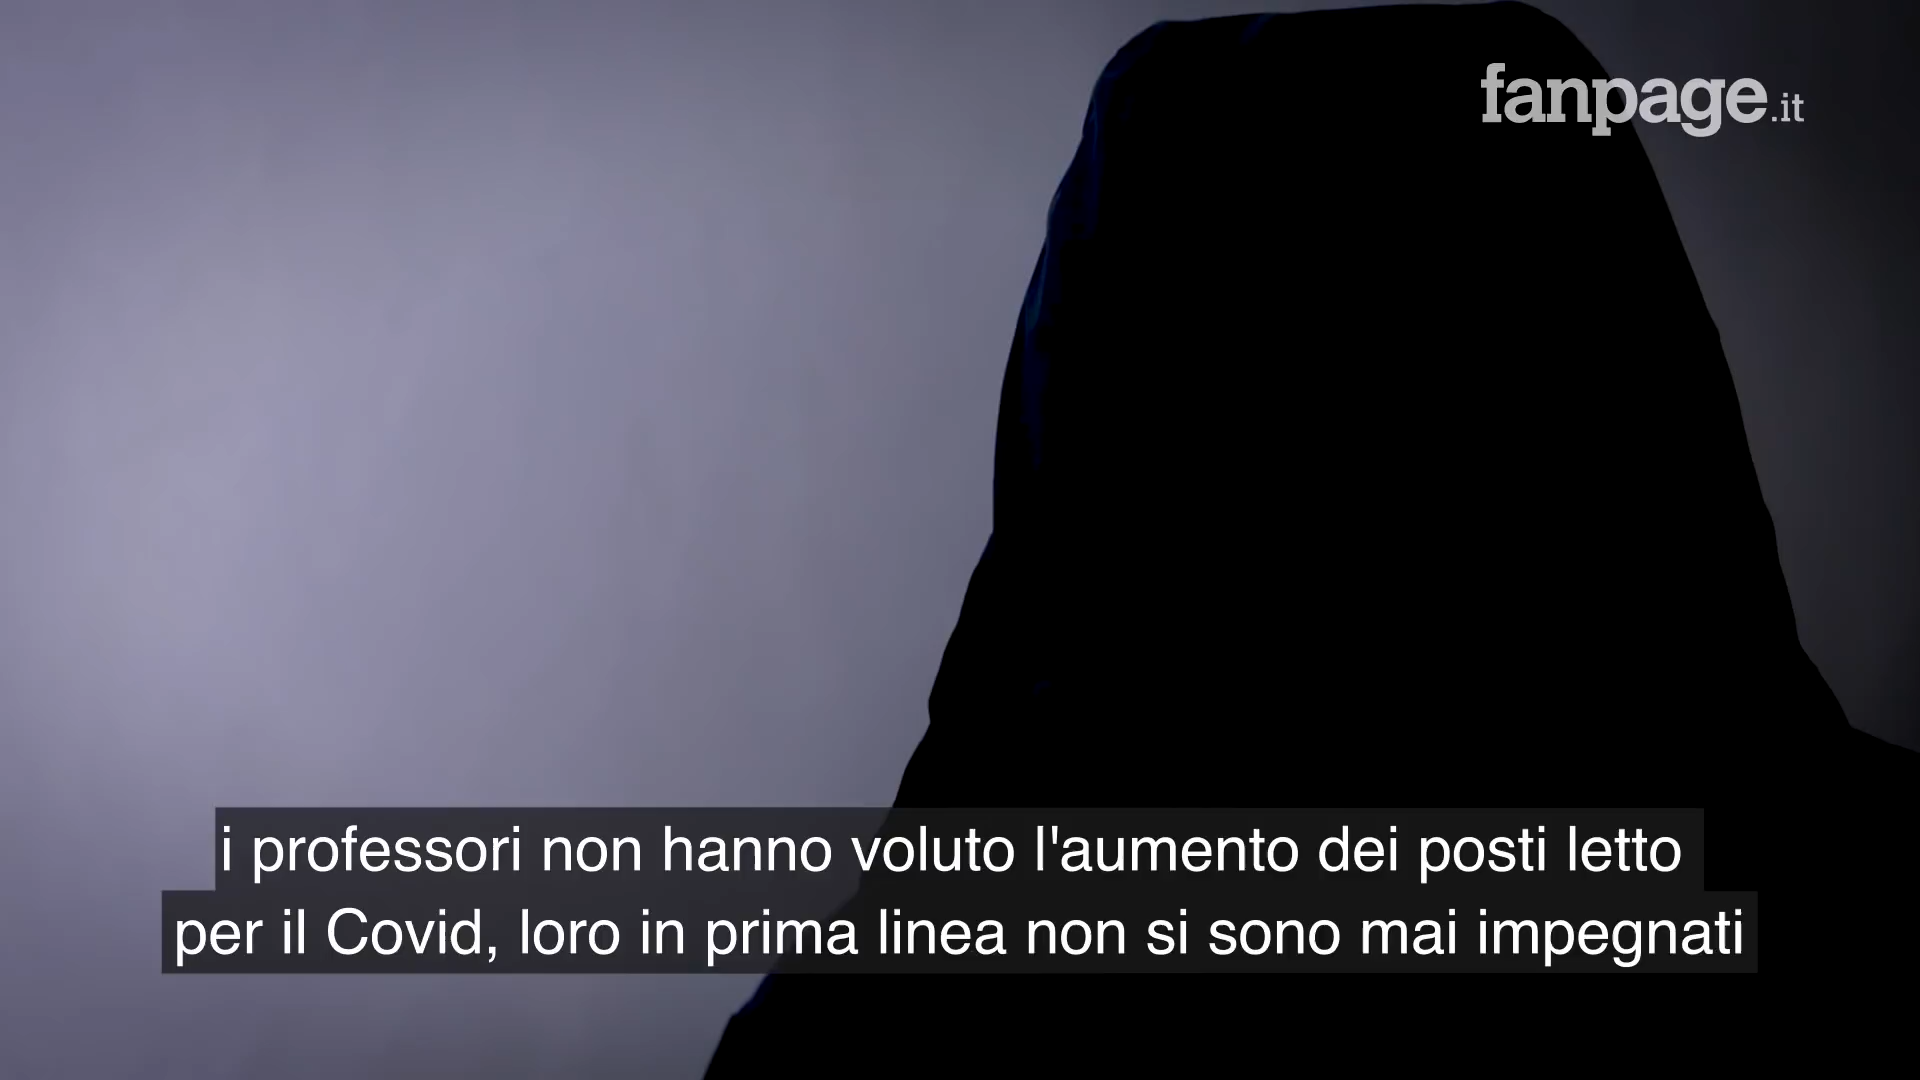 fanpage.it
i professori non hanno voluto l'aumento dei posti letto
per il Covid, loro in prima linea non si sono mai impegnati